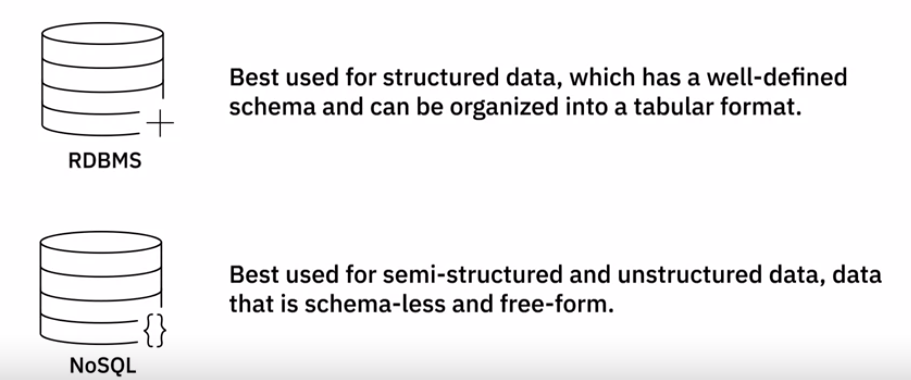 Best used for structured data, which has a well-defined
schema and can be organized into a tabular format.
RDBMS
Best used for semi-structured and unstructured data, data
that is schema-less and free-form.
{}
NoSQL